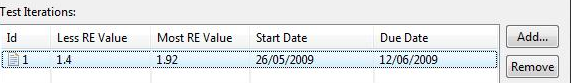 Test Iterations:
Id Less RE Value Most RE Value Start Date Due Date
Add...
1 1.4 1.92 26/05/2009 12/06/2009
Remove